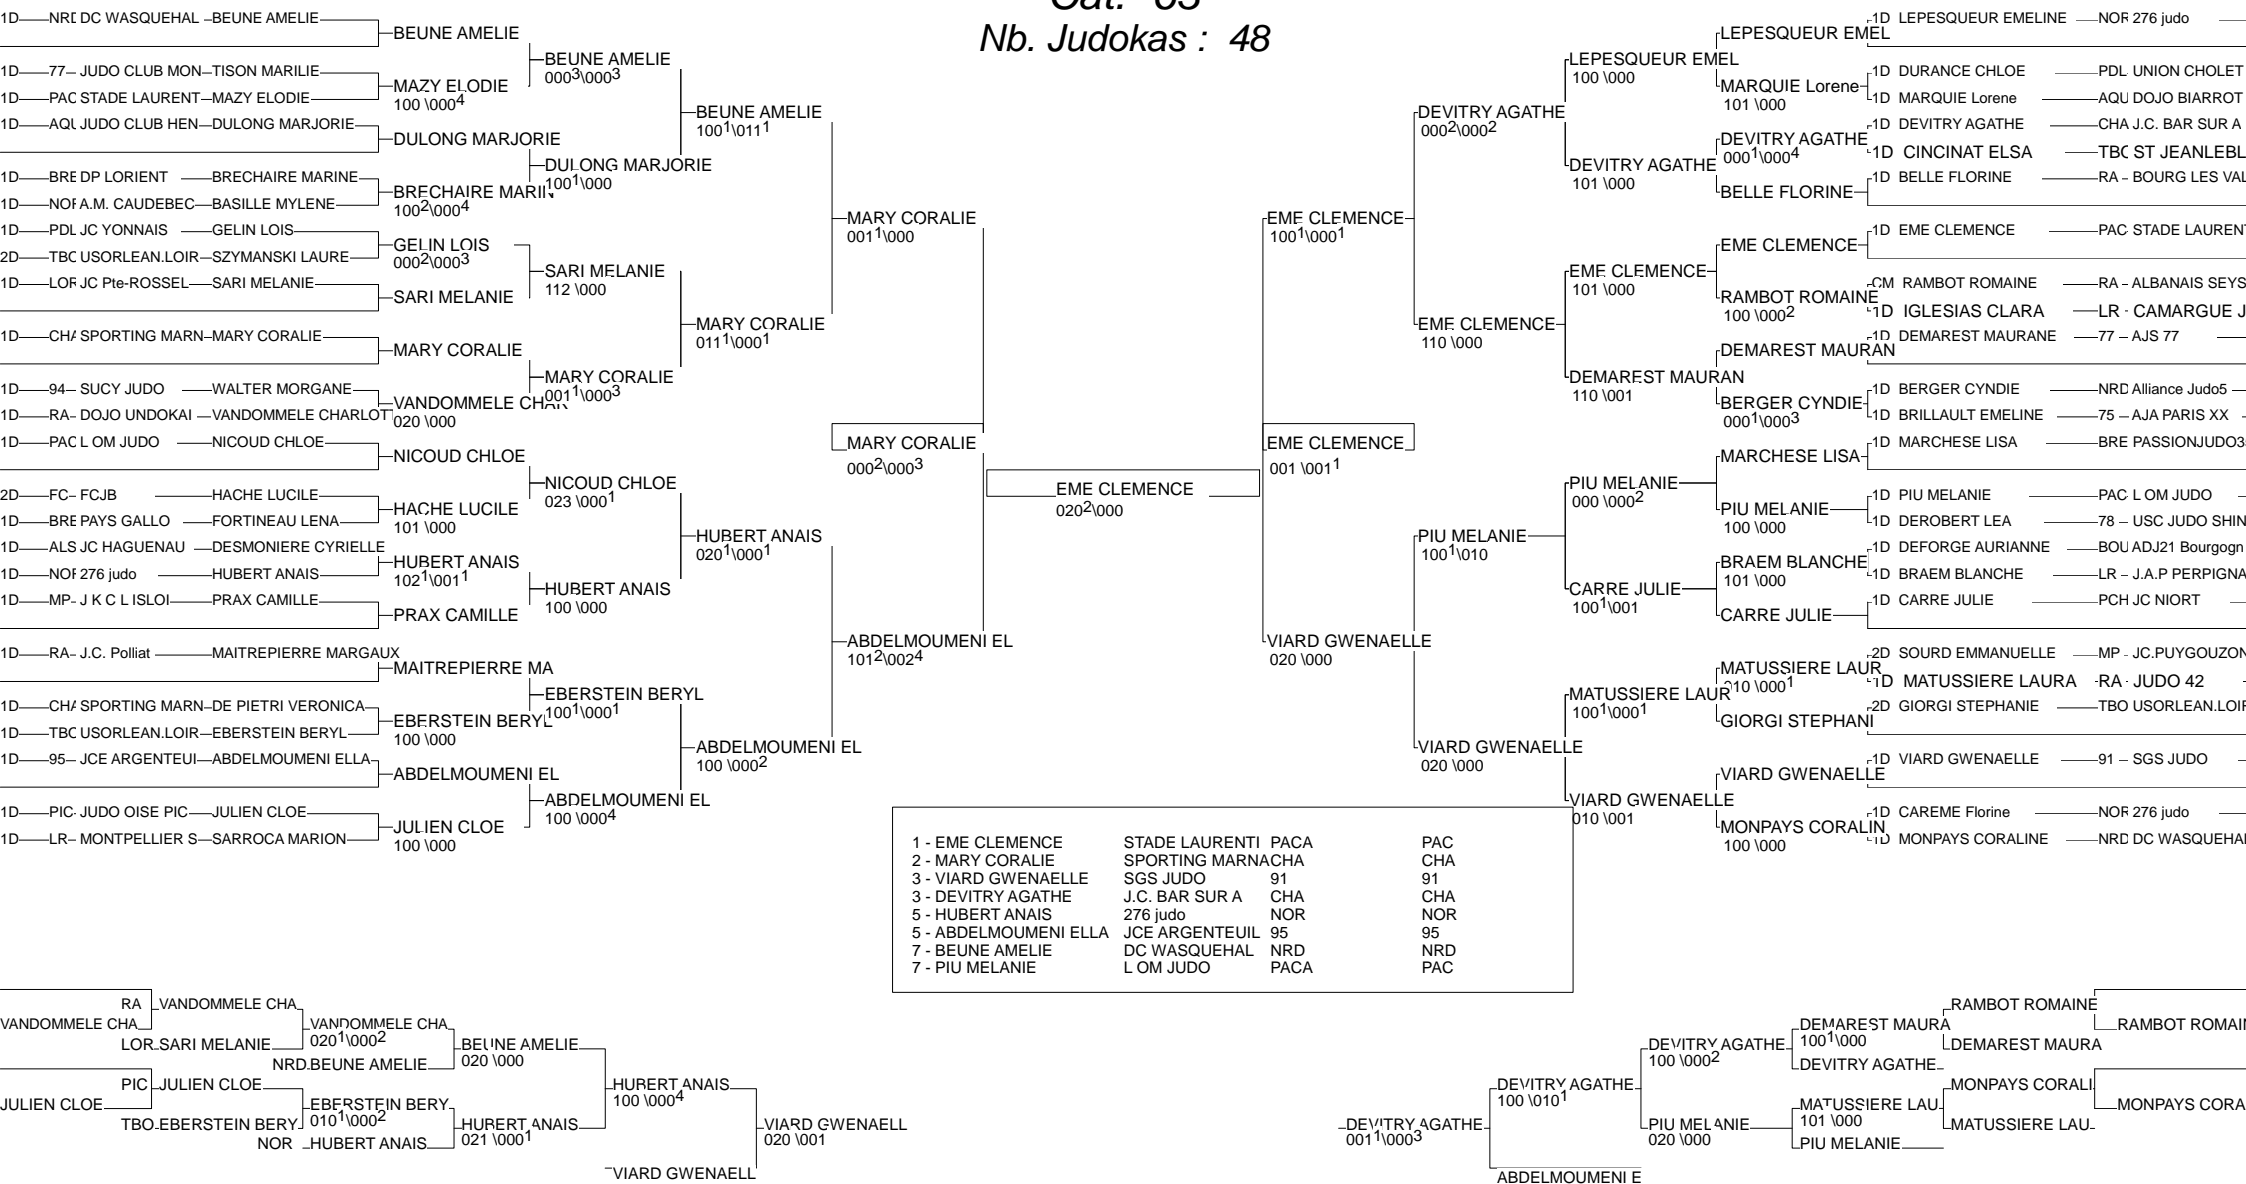 Nb. Judokas : 48
1D NRD DC WASQUEHAL BEUNE AMELIE
1D 77 JUDO CLUB MON TISON MARILIE
1D PAC STADE LAURENT MAZY ELODIE
1D AQU JUDO CLUB HEN DULONG MARJORIE
1D BRE DP LORIENT BRECHAIRE MARINE
1D NOR A.M. CAUDEBEC BASILLE MYLENE
1D PDL JC YONNAIS GELIN LOIS
2D TBO USORLEAN.LOIR SZYMANSKI LAURE
1D LOR JC Pte-ROSSEL SARI MELANIE
1D CHA SPORTING MARN MARY CORALIE
1D 94 SUCY JUDO WALTER MORGANE
1D RA DOJO UNDOKAI VANDOMMELE CHARLOT
1D PAC L OM JUDO NICOUD CHLOE
2D FC FCJB HACHE LUCILE
1D BRE PAYS GALLO FORTINEAU LENA
1D ALS JC HAGUENAU DESMONIERE CYRIELLE
1D NOR 276 judo HUBERT ANAIS
1D MP J K C L ISLOI PRAX CAMILLE
1D RA J.C. Polliat MAITREPIERRE MARGAUX
1D CHA SPORTING MARN DE PIETRI VERONICA
1D TBO USORLEAN.LOIR EBERSTEIN BERYL
1D 95 JCE ARGENTEUI ABDELMOUMENI ELLA
1D PIC JUDO OISE PIC JULIEN CLOE
1D LR MONTPELLIER S SARROCA MARION
BEUNE AMELIE
MAZY ELODIE
100 \0004
DULONG MARJORIE
BRECHAIRE MARIN
1002\0004
GELIN LOIS
0002\0003
SARI MELANIE
MARY CORALIE
VANDOMMELE CHAR
020 \000
NICOUD CHLOE
HACHE LUCILE
101 \000
HUBERT ANAIS
1021\0011
PRAX CAMILLE
MAITREPIERRE MA
EBERSTEIN BERYL
100 \000
ABDELMOUMENI EL
JULIEN CLOE
100 \000
BEUNE AMELIE
0003\0003
DULONG MARJORIE
1001\000
SARI MELANIE
112 \000
MARY CORALIE
0011\0003
NICOUD CHLOE
023 \0001
HUBERT ANAIS
100 \000
EBERSTEIN BERYL
1001\0001
ABDELMOUMENI EL
100 \0004
BEUNE AMELIE
1001\0111
MARY CORALIE
0111\0001
HUBERT ANAIS
0201\0001
ABDELMOUMENI EL
100 \0002
MARY CORALIE
0011\000
MARY CORALIE
0002\0003
ABDELMOUMENI EL
1012\0024
EME CLEMENCE
0202\000
EME CLEMENCE
1001\0001
EME CLEMENCE
001 \0011
VIARD GWENAELLE
020 \000
DEVITRY AGATHE
0002\0002
EME CLEMENCE
110 \000
PIU MELANIE
1001\010
VIARD GWENAELLE
020 \000
LEPESQUEUR EMEL
100 \000
DEVITRY AGATHE
101 \000
EME CLEMENCE
101 \000
DEMAREST MAURAN
110 \001
PIU MELANIE
000 \0002
CARRE JULIE
1001\001
MATUSSIERE LAUR
1001\0001
VIARD GWENAELLE
010 \001
LEPESQUEUR EMEL
MARQUIE Lorene
101 \000
DEVITRY AGATHE
0001\0004
BELLE FLORINE
EME CLEMENCE
RAMBOT ROMAINE
100 \0002
DEMAREST MAURAN
BERGER CYNDIE
0001\0003
MARCHESE LISA
PIU MELANIE
100 \000
BRAEM BLANCHE
101 \000
CARRE JULIE
MATUSSIERE LAUR
010 \0001
GIORGI STEPHANI
VIARD GWENAELLE
MONPAYS CORALIN
100 \000
1D LEPESQUEUR EMELINE NOR 276 judo
1D DURANCE CHLOE PDL UNION CHOLET
1D MARQUIE Lorene AQU DOJO BIARROT
1D DEVITRY AGATHE CHA J.C. BAR SUR A
1D CINCINAT ELSA TBO ST JEANLEBL
1D BELLE FLORINE RA BOURG LES VAL
1D EME CLEMENCE PAC STADE LAURENT
CM RAMBOT ROMAINE RA ALBANAIS SEYS
1D IGLESIAS CLARA LR CAMARGUE J
1D DEMAREST MAURANE 77 AJS 77
1D BERGER CYNDIE NRD Alliance Judo5
1D BRILLAULT EMELINE 75 AJA PARIS XX
1D MARCHESE LISA BRE PASSIONJUDO3
1D PIU MELANIE PAC L OM JUDO
1D DEROBERT LEA 78 USC JUDO SHIN
1D DEFORGE AURIANNE BOU ADJ21 Bourgogn
1D BRAEM BLANCHE LR J.A.P PERPIGNA
1D CARRE JULIE PCH JC NIORT
2D SOURD EMMANUELLE MP JC.PUYGOUZON
1D MATUSSIERE LAURA RA JUDO 42
2D GIORGI STEPHANIE TBO USORLEAN.LOIR
1D VIARD GWENAELLE 91 SGS JUDO
1D CAREME Florine NOR 276 judo
1D MONPAYS CORALINE NRD DC WASQUEHAL
1 - EME CLEMENCE STADE LAURENTI PACA PAC
2 - MARY CORALIE SPORTING MARNA CHA CHA
3 - VIARD GWENAELLE SGS JUDO 91 91
3 - DEVITRY AGATHE J.C. BAR SUR A CHA CHA
5 - HUBERT ANAIS 276 judo NOR NOR
5 - ABDELMOUMENI ELLA JCE ARGENTEUIL 95 95
7 - BEUNE AMELIE DC WASQUEHAL NRD NRD
7 - PIU MELANIE L OM JUDO PACA PAC
VANDOMMELE CHA
JULIEN CLOE
RA VANDOMMELE CHA
LOR SARI MELANIE
PIC JULIEN CLOE
TBO EBERSTEIN BERY
VANDOMMELE CHA
0201\0002
NRD BEUNE AMELIE
EBERSTEIN BERY
0101\0002
NOR HUBERT ANAIS
BEUNE AMELIE
020 \000
HUBERT ANAIS
021 \0001
HUBERT ANAIS
100 \0004
VIARD GWENAELL
VIARD GWENAELL
020 \001
DEVITRY AGATHE
0011\0003
DEVITRY AGATHE
100 \0101
ABDELMOUMENI E
DEVITRY AGATHE
100 \0002
PIU MELANIE
020 \000
DEMAREST MAURA
1001\000
DEVITRY AGATHE
MATUSSIERE LAU
101 \000
PIU MELANIE
RAMBOT ROMAINE
DEMAREST MAURA
MONPAYS CORALI
MATUSSIERE LAU
RAMBOT ROMAIN
MONPAYS CORA